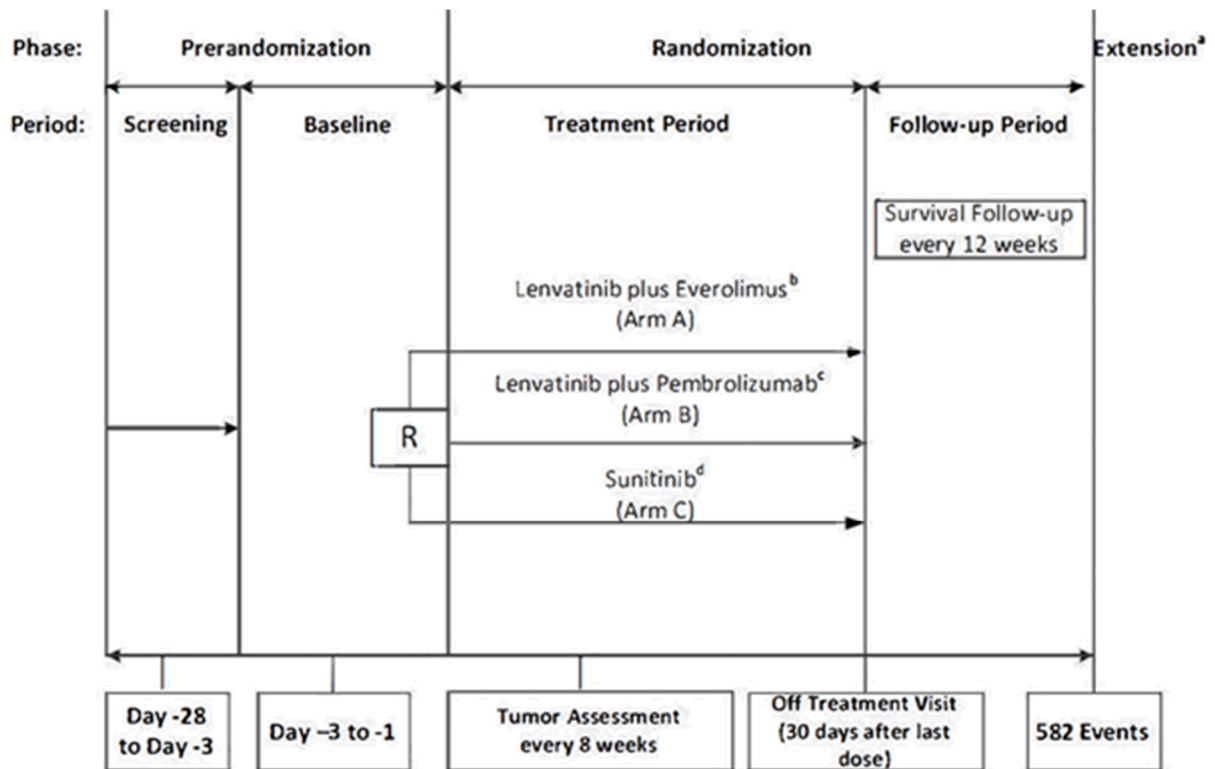 Phase: Prerandomization Randomization Extensionᵃ
Period: Screening Baseline Treatment Period Follow-up Period
Survival Follow-up
every 12 weeks
Lenvatinib plus Everolimusᵇ
(Arm A)
Lenvatinib plus Pembrolizumabᶜ
(Arm B)
R
Sunitinibᵈ
(Arm C)
Day -28
to Day -3
Day –3 to -1
Tumor Assessment
every 8 weeks
Off Treatment Visit
(30 days after last
dose)
582 Events